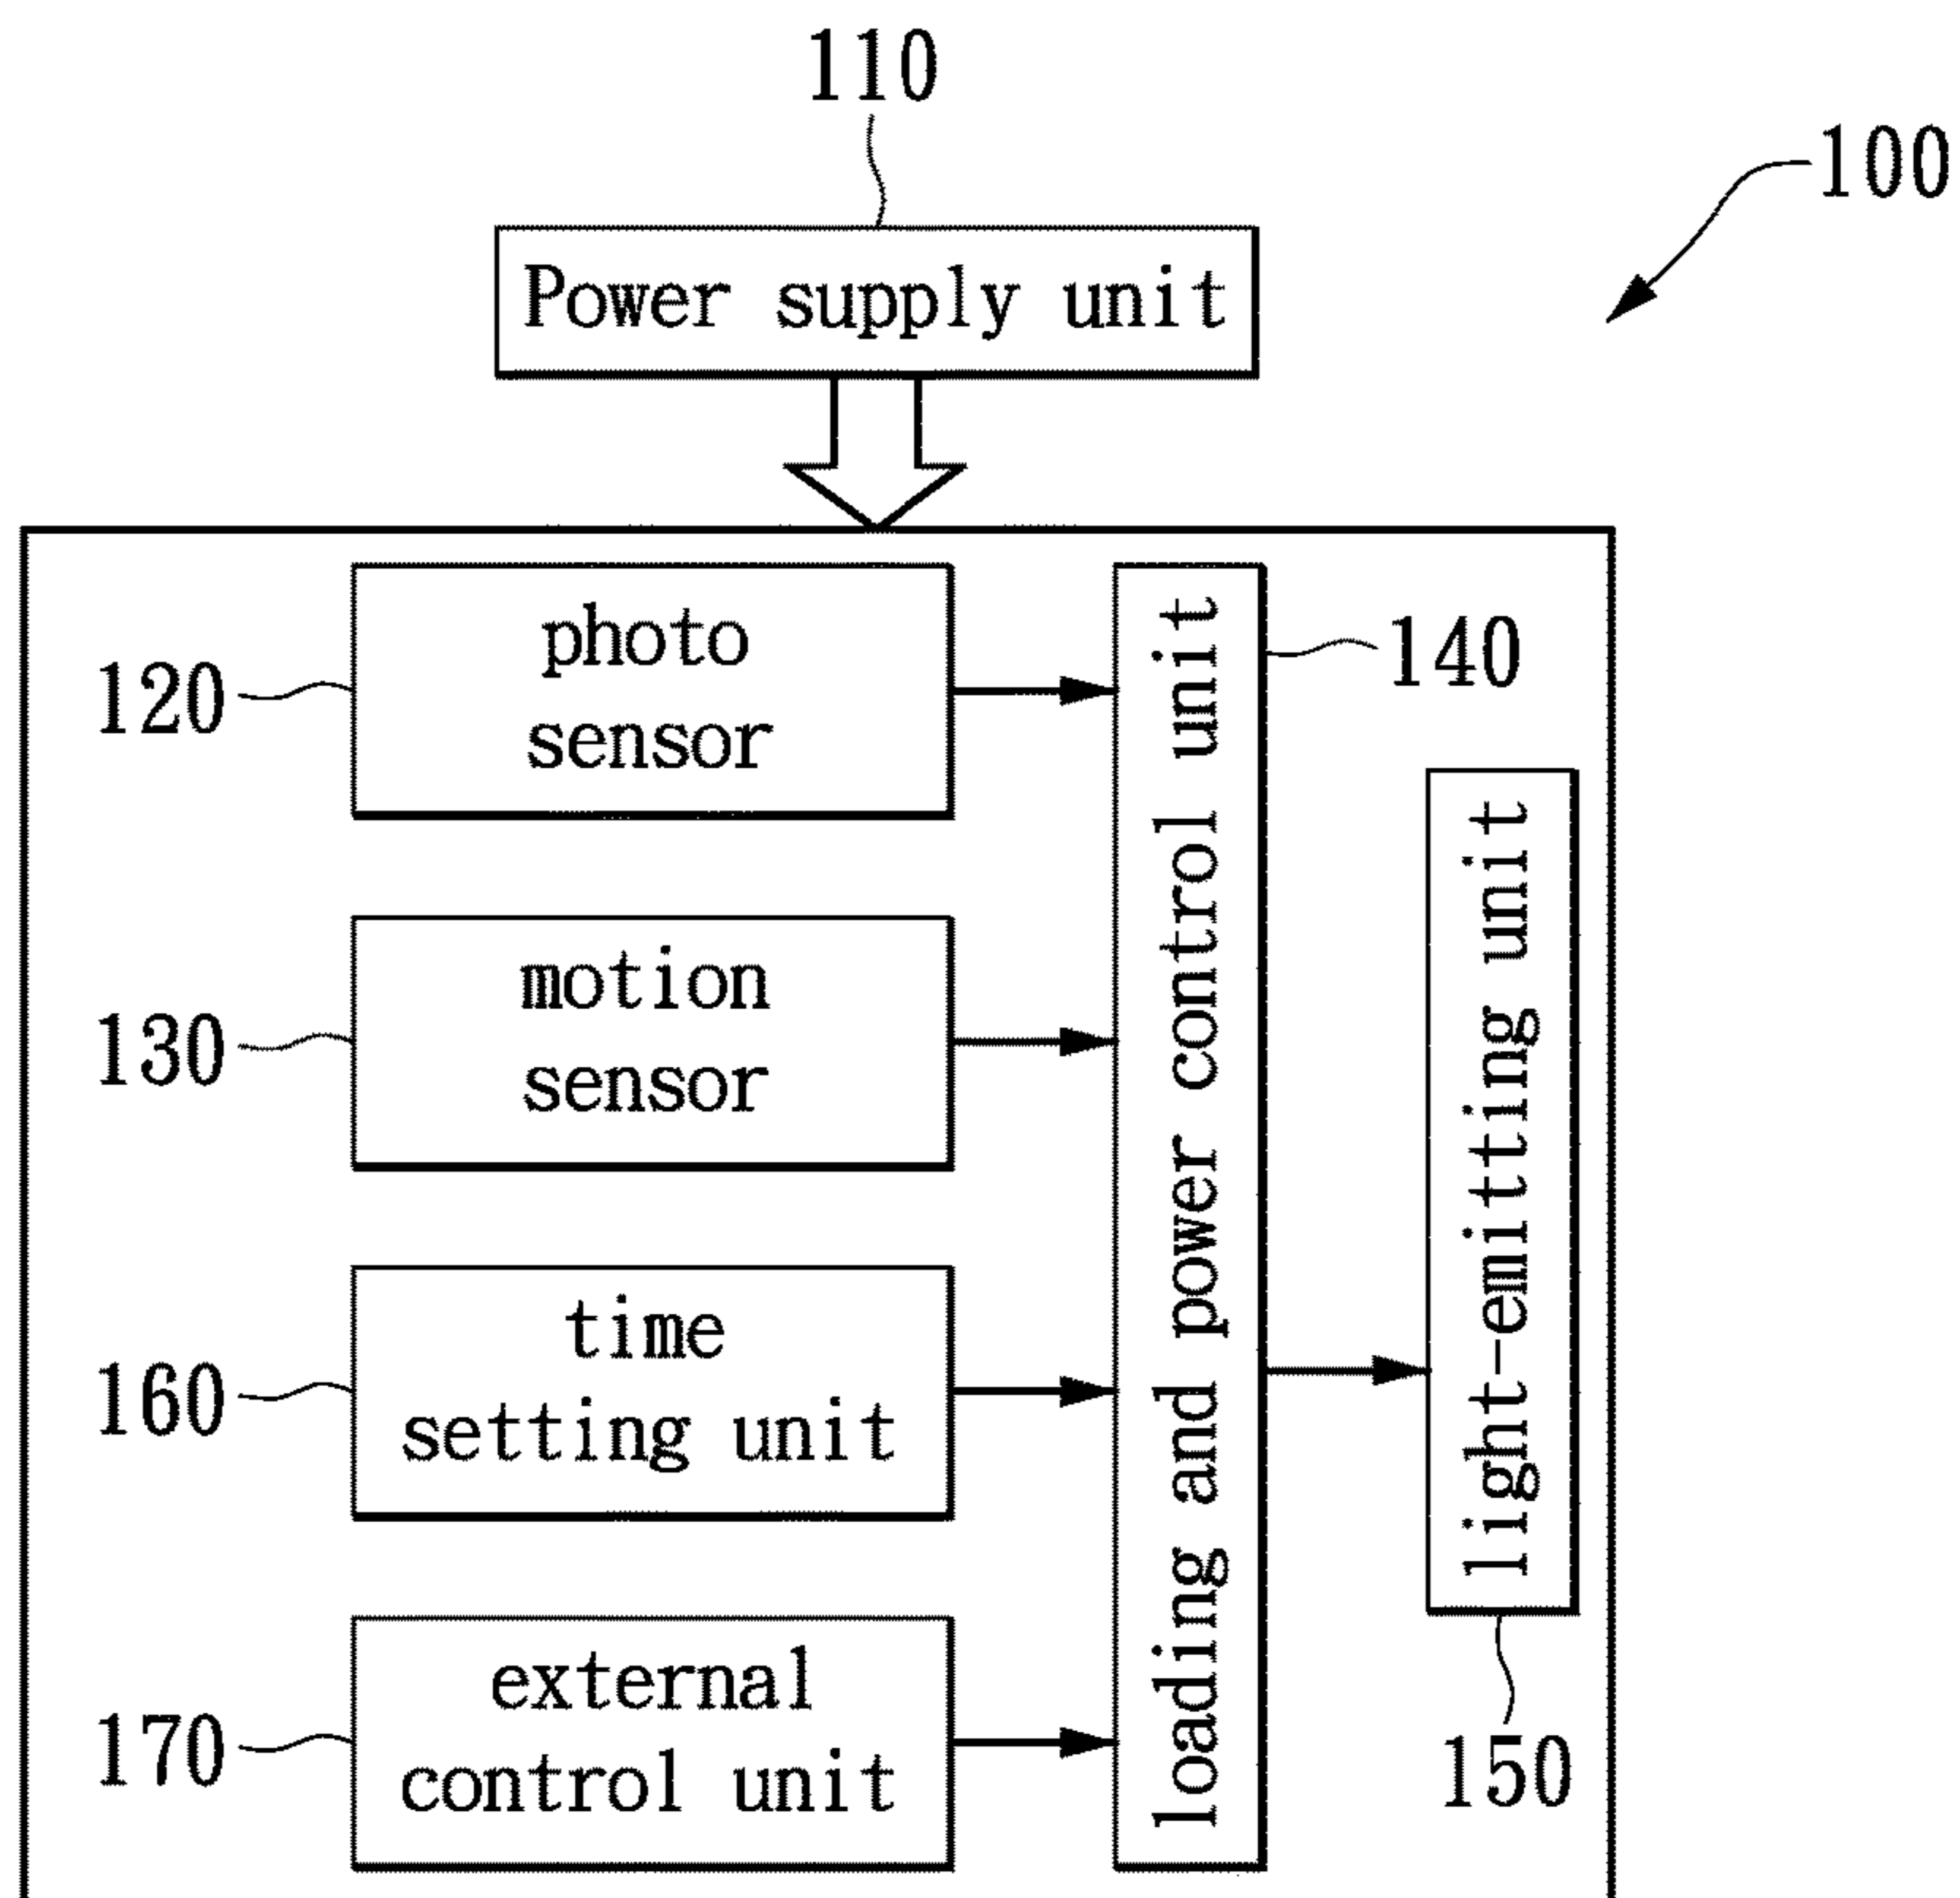 110
100
Power supply unit
120
photo
sensor
140
130
motion
sensor
160
time
setting unit
170
external
control unit
loading and power control unit
light-emitting unit
150